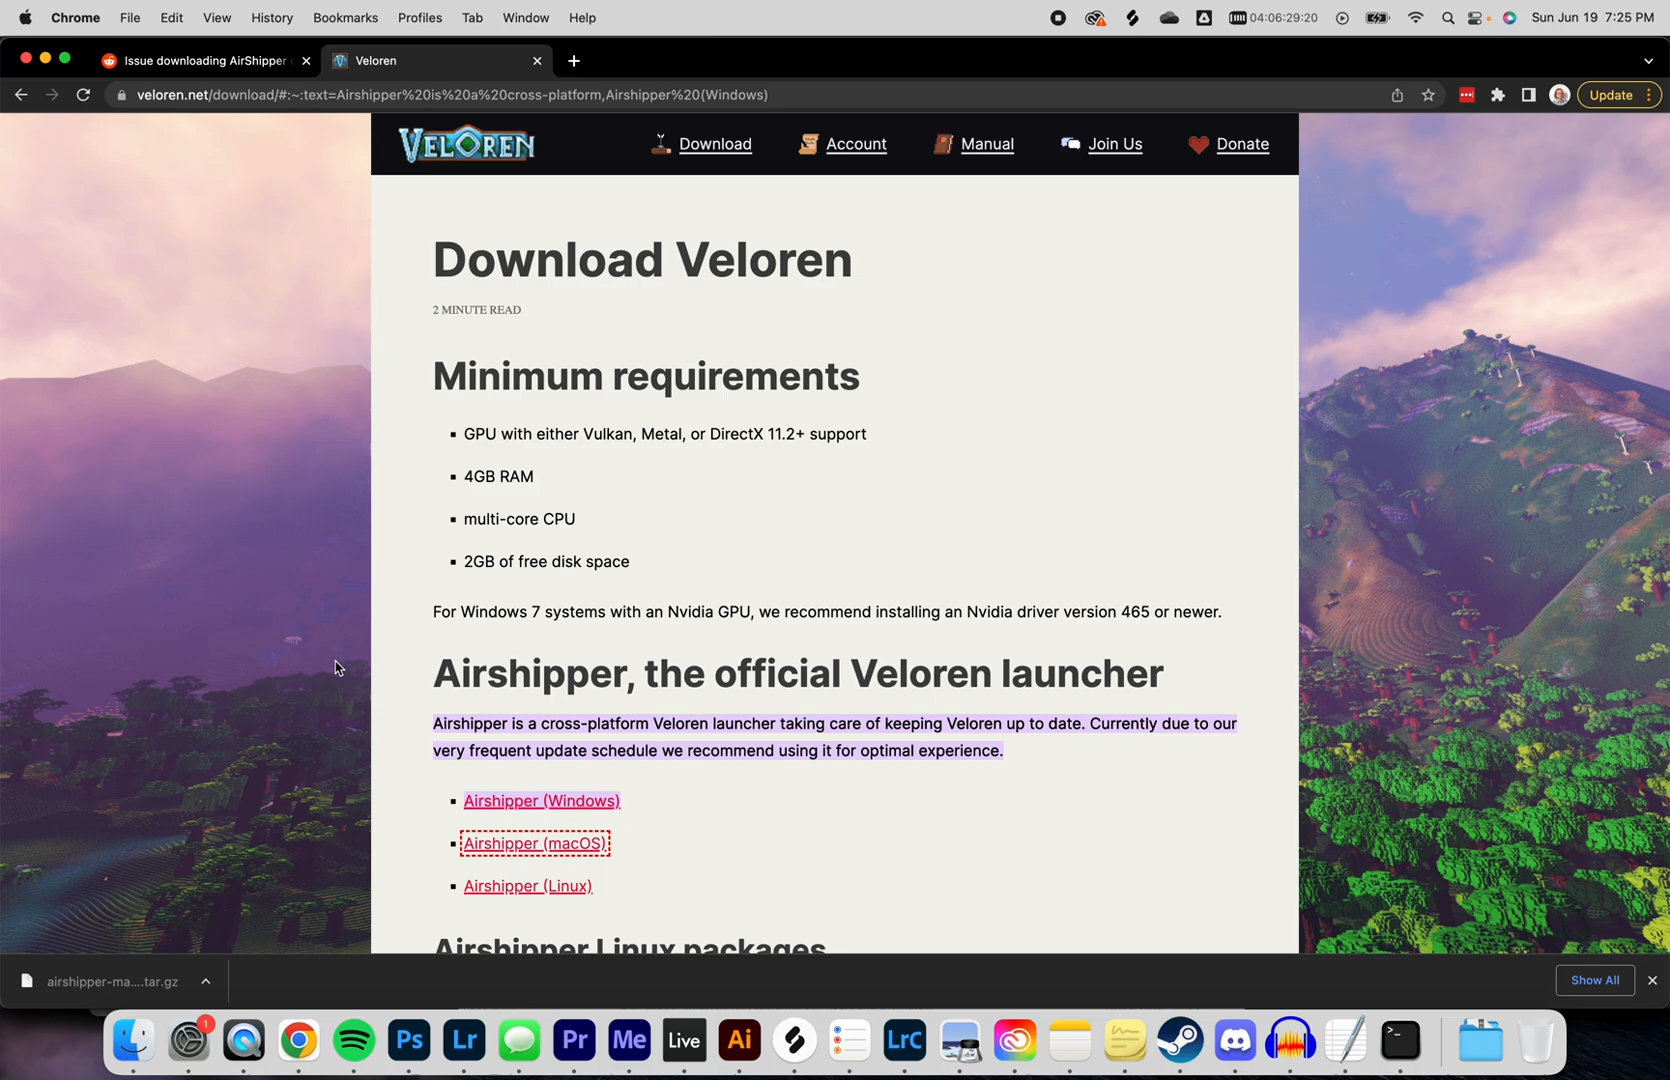 Chrome File Edit View History Bookmarks Profiles Tab Window Help 04:06:29:20 Sun Jun 19 7:25 PM
Issue downloading AirShipper Veloren
veloren.net/download/#:~:text=Airshipper%20is%20a%20cross-platform,Airshipper%20(Windows) Update
VELOREN Download Account Manual Join Us Donate
Download Veloren
2 MINUTE READ
Minimum requirements
GPU with either Vulkan, Metal, or DirectX 11.2+ support
4GB RAM
multi-core CPU
2GB of free disk space
For Windows 7 systems with an Nvidia GPU, we recommend installing an Nvidia driver version 465 or newer.
Airshipper, the official Veloren launcher
Airshipper is a cross-platform Veloren launcher taking care of keeping Veloren up to date. Currently due to our
very frequent update schedule we recommend using it for optimal experience.
Airshipper (Windows)
Airshipper (macOS)
Airshipper (Linux)
Airshipper Linux packages
airshipper-ma....tar.gz Show All
1 Ps Lr Pr Me Live Ai LrC >_